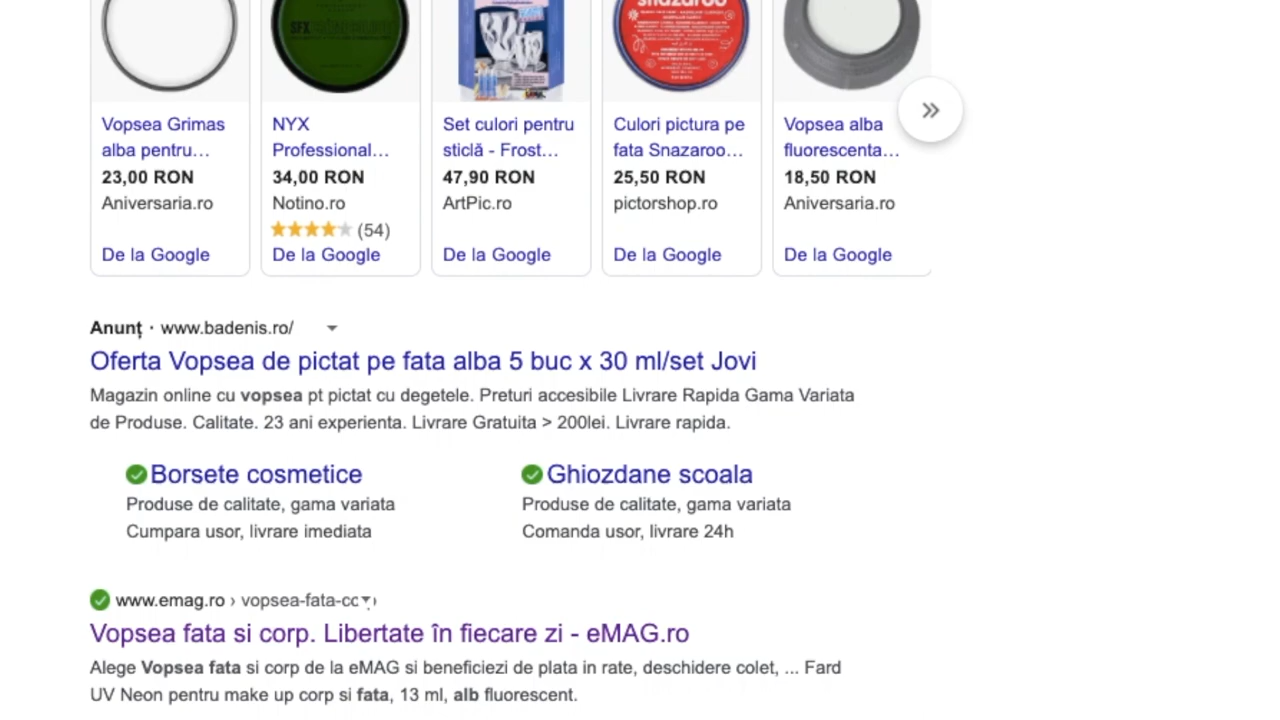 snazaroo
SFX
Vopsea Grimas
alba pentru...
23,00 RON
Aniversaria.ro
De la Google
NYX
Professional...
34,00 RON
Notino.ro
(54)
De la Google
Set culori pentru
sticlă - Frost...
47,90 RON
ArtPic.ro
De la Google
Culori pictura pe
fata Snazaroo...
25,50 RON
pictorshop.ro
De la Google
Vopsea alba
fluorescenta...
18,50 RON
Aniversaria.ro
De la Google
Anunț · www.badenis.ro/
Oferta Vopsea de pictat pe fata alba 5 buc x 30 ml/set Jovi
Magazin online cu vopsea pt pictat cu degetele. Preturi accesibile Livrare Rapida Gama Variata
de Produse. Calitate. 23 ani experienta. Livrare Gratuita > 200lei. Livrare rapida.
Borsete cosmetice
Produse de calitate, gama variata
Cumpara usor, livrare imediata
Ghiozdane scoala
Produse de calitate, gama variata
Comanda usor, livrare 24h
www.emag.ro › vopsea-fata-co
Vopsea fata si corp. Libertate în fiecare zi - eMAG.ro
Alege Vopsea fata si corp de la eMAG si beneficiezi de plata in rate, deschidere colet, ... Fard
UV Neon pentru make up corp si fata, 13 ml, alb fluorescent.